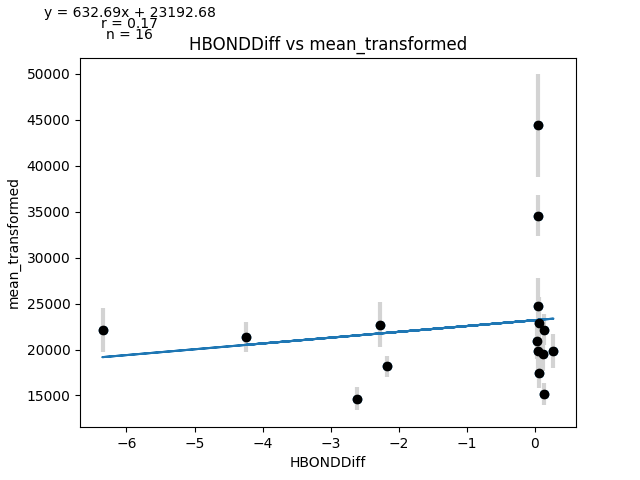 y = 632.69x + 23192.68
r = 0.17
n = 16
HBONDDiff vs mean_transformed
50000
45000
40000
35000
30000
25000
20000
15000
mean_transformed
−6
−5
−4
−3
−2
−1
0
HBONDDiff